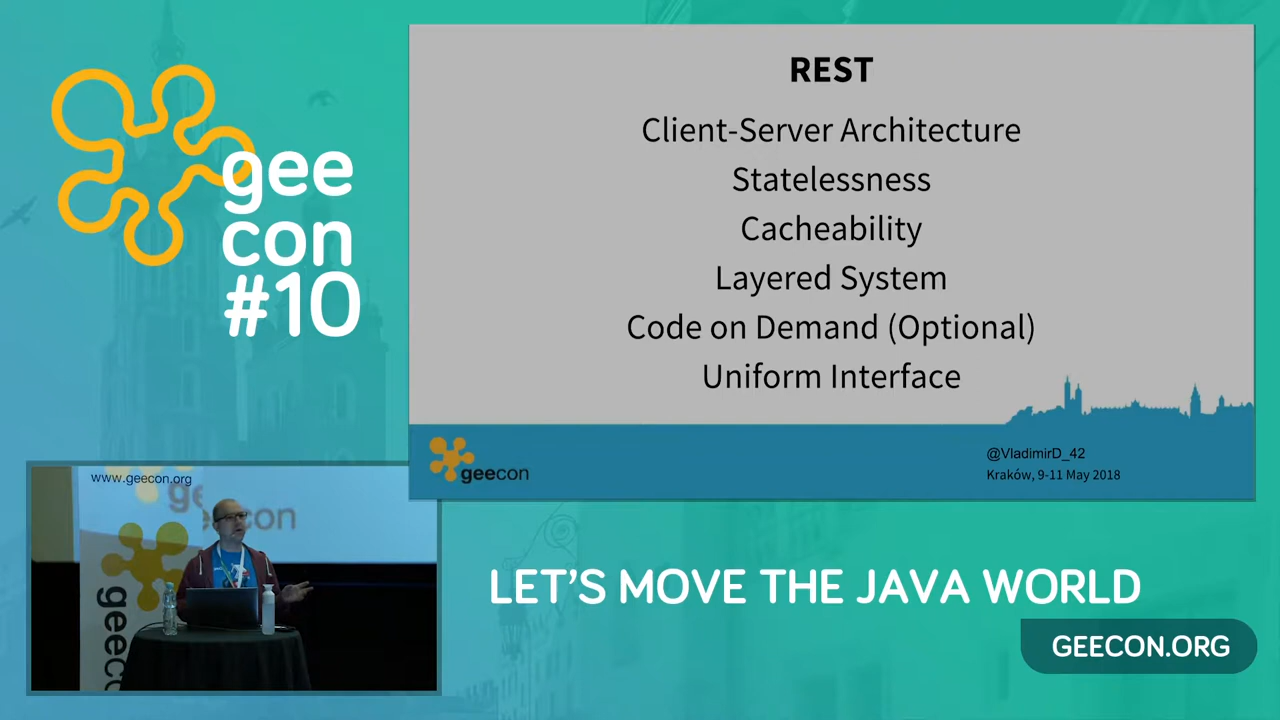 gee
con
#10
REST
Client-Server Architecture
Statelessness
Cacheability
Layered System
Code on Demand (Optional)
Uniform Interface
geecon
@VladimirD_42
Kraków, 9-11 May 2018
www.geecon.org
geecon
geec
LET'S MOVE THE JAVA WORLD
GEECON.ORG